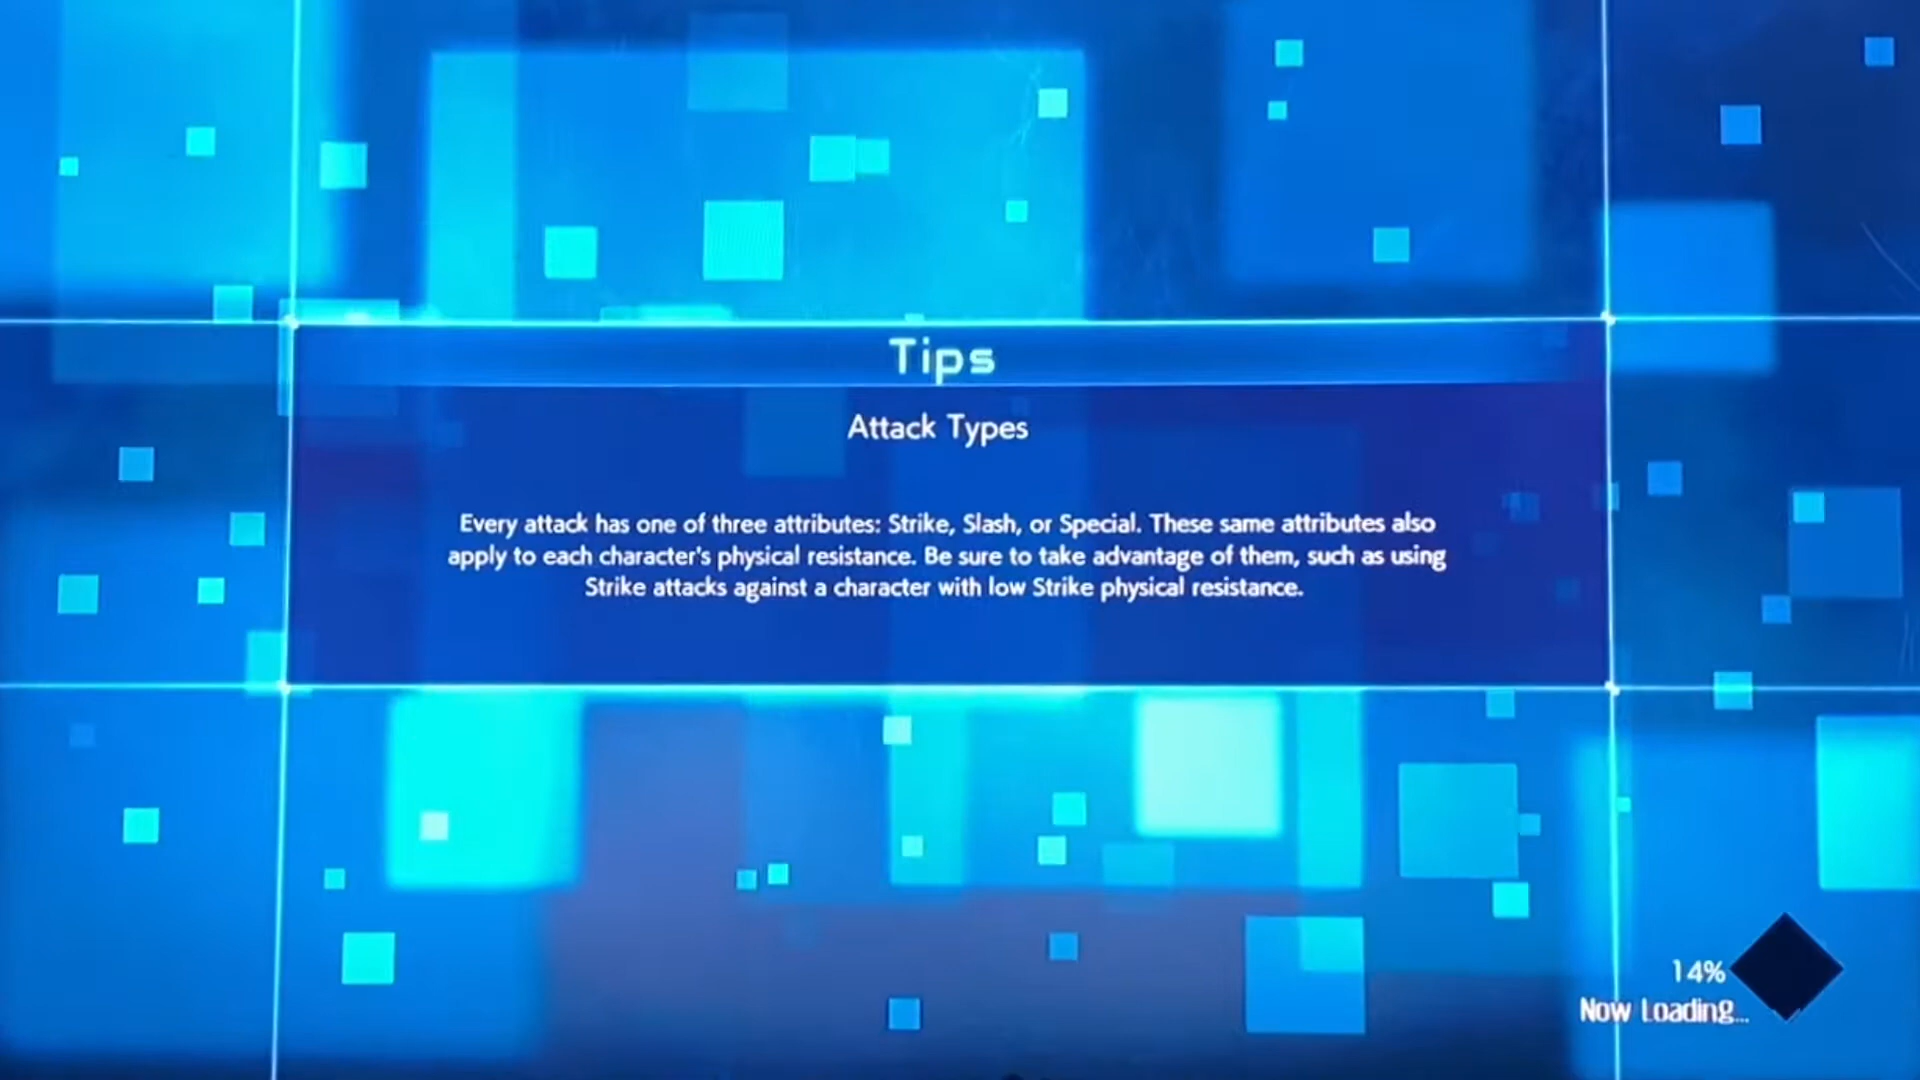 Tips
Attack Types
Every attack has one of three attributes: Strike, Slash, or Special. These same attributes also
apply to each character's physical resistance. Be sure to take advantage of them, such as using
Strike attacks against a character with low Strike physical resistance.
14%
Now Loading...